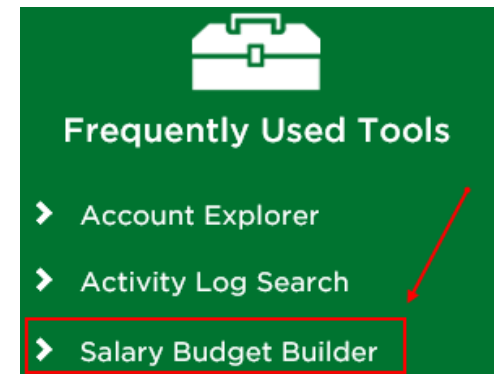 Frequently Used Tools
Account Explorer
Activity Log Search
Salary Budget Builder